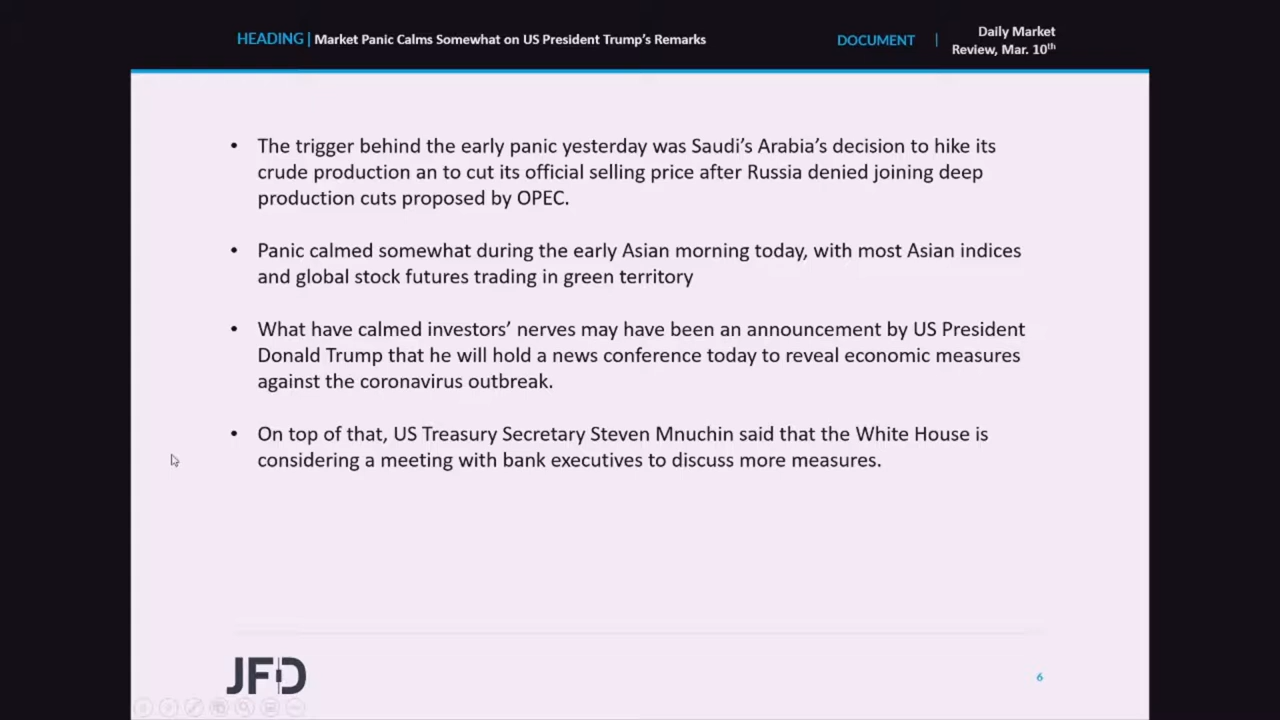 HEADING | Market Panic Calms Somewhat on US President Trump's Remarks
DOCUMENT |
Daily Market
Review, Mar. 10th
• The trigger behind the early panic yesterday was Saudi's Arabia's decision to hike its
crude production an to cut its official selling price after Russia denied joining deep
production cuts proposed by OPEC.
• Panic calmed somewhat during the early Asian morning today, with most Asian indices
and global stock futures trading in green territory
• What have calmed investors' nerves may have been an announcement by US President
Donald Trump that he will hold a news conference today to reveal economic measures
against the coronavirus outbreak.
• On top of that, US Treasury Secretary Steven Mnuchin said that the White House is
considering a meeting with bank executives to discuss more measures.
JFD
6